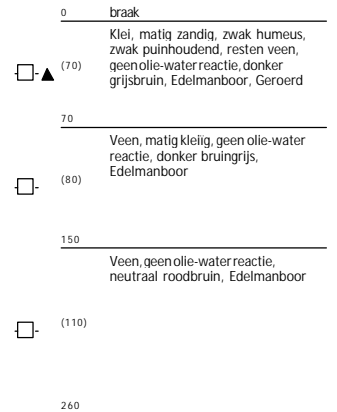 0 braak
Klei, matig zandig, zwak humeus,
zwak puinhoudend, resten veen,
(70) geen olie-water reactie, donker
grijsbruin, Edelmanboor, Geroerd
70
Veen, matig kleiïg, geen olie-water
reactie, donker bruingrijs,
(80) Edelmanboor
150
Veen, geen olie-water reactie,
neutraal roodbruin, Edelmanboor
(110)
260